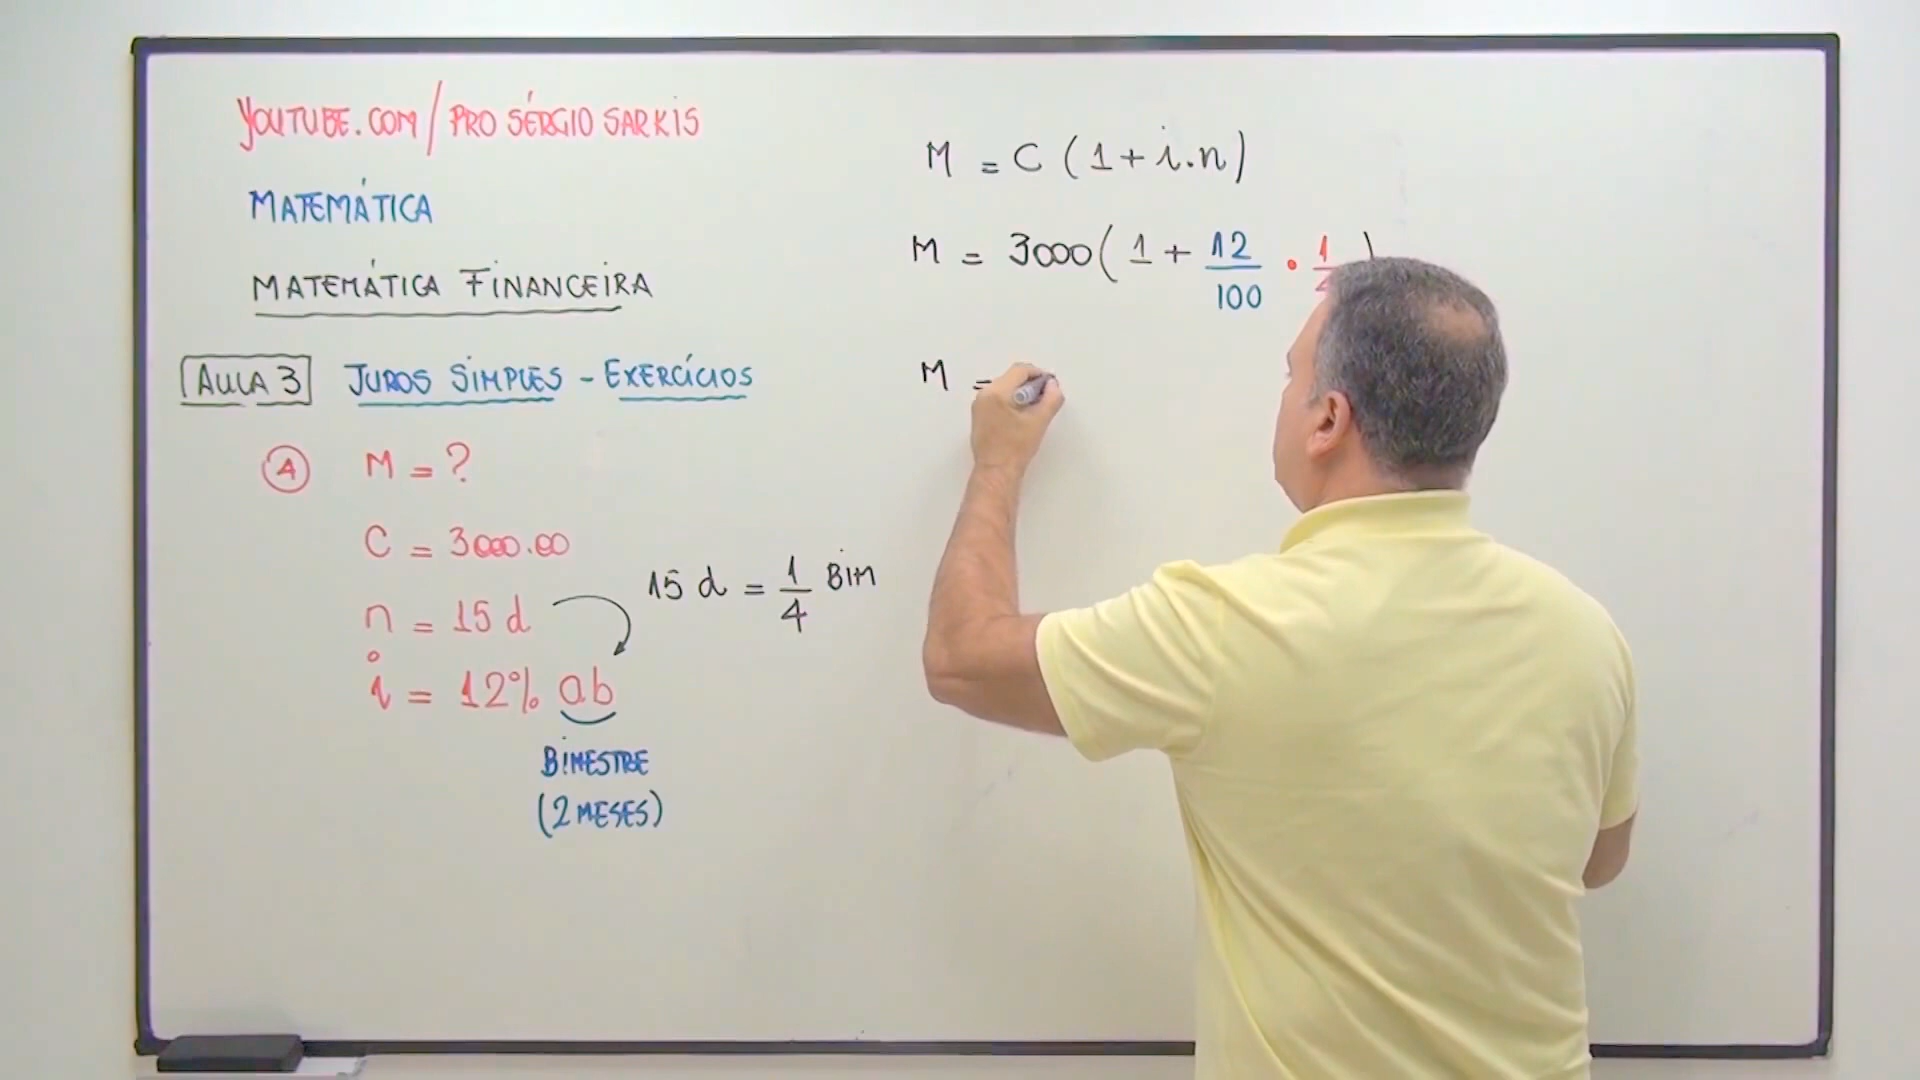 YOUTUBE.COM/PRO SÉRGIO SARKIS
MATEMÁTICA
MATEMÁTICA FINANCEIRA
AULA 3 JUROS SIMPLES - EXERCÍCIOS
4 M = ?
C = 3000.00
n = 15 d
i = 12% ab
BIMESTRE
(2 MESES)
15 d = 1/4 BIM
M = C (1 + i.n)
M = 3000 (1 + 12/100 . 1/
M =